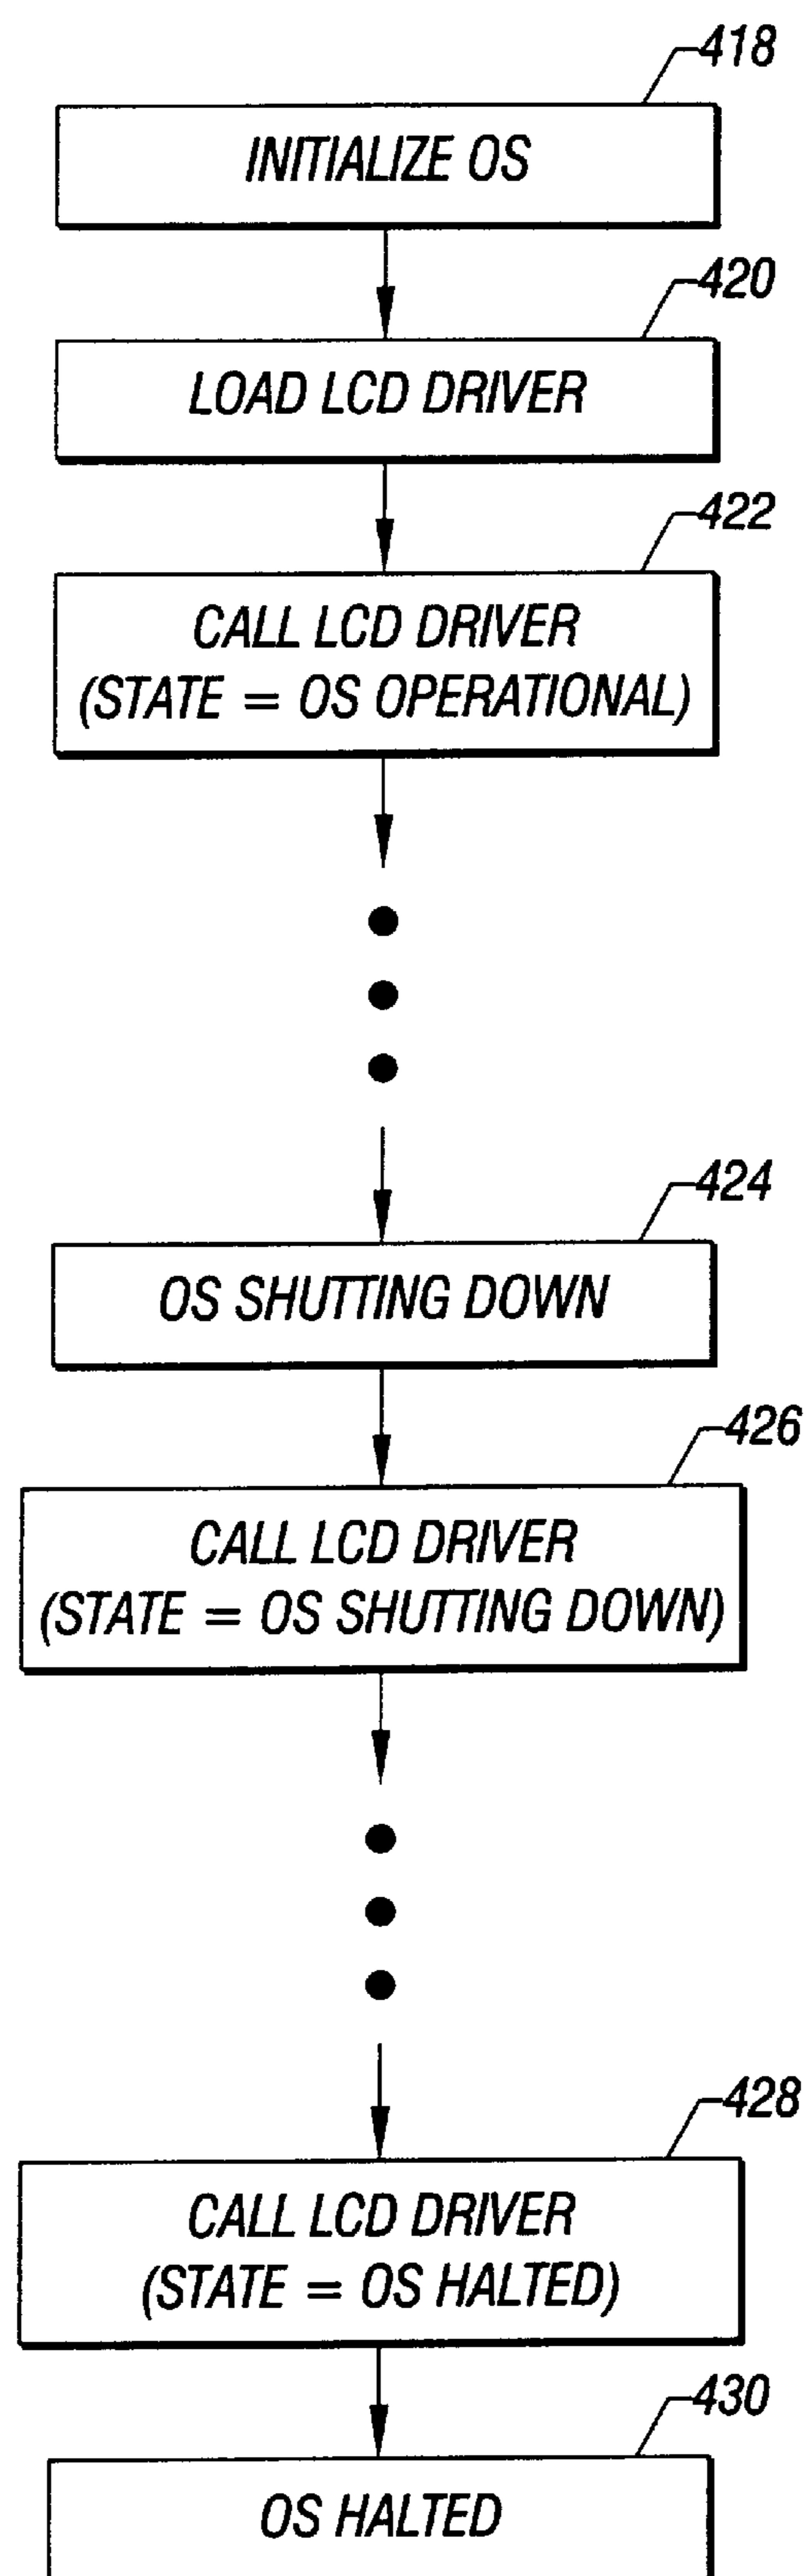 418
INITIALIZE OS
420
LOAD LCD DRIVER
422
CALL LCD DRIVER
(STATE = OS OPERATIONAL)
424
OS SHUTTING DOWN
426
CALL LCD DRIVER
(STATE = OS SHUTTING DOWN)
428
CALL LCD DRIVER
(STATE = OS HALTED)
430
OS HALTED